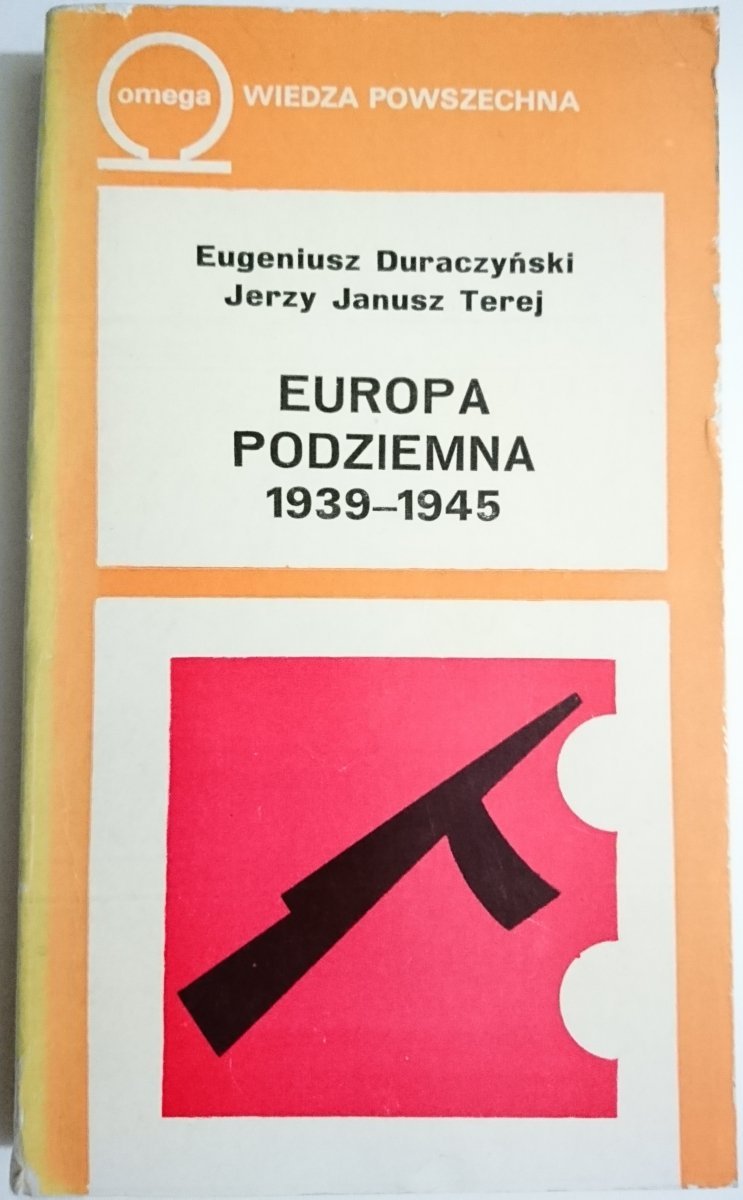 omega WIEDZA POWSZECHNA
Eugeniusz Duraczyński
Jerzy Janusz Terej
EUROPA
PODZIEMNA
1939–1945